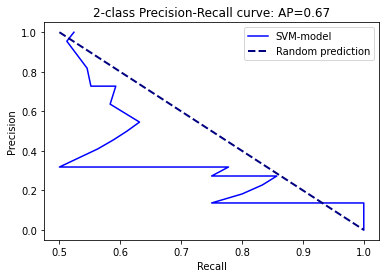 2-class Precision-Recall curve: AP=0.67
SVM-model
Random prediction
1.0
0.8
0.6
0.4
0.2
0.0
Precision
0.5 0.6 0.7 0.8 0.9 1.0
Recall